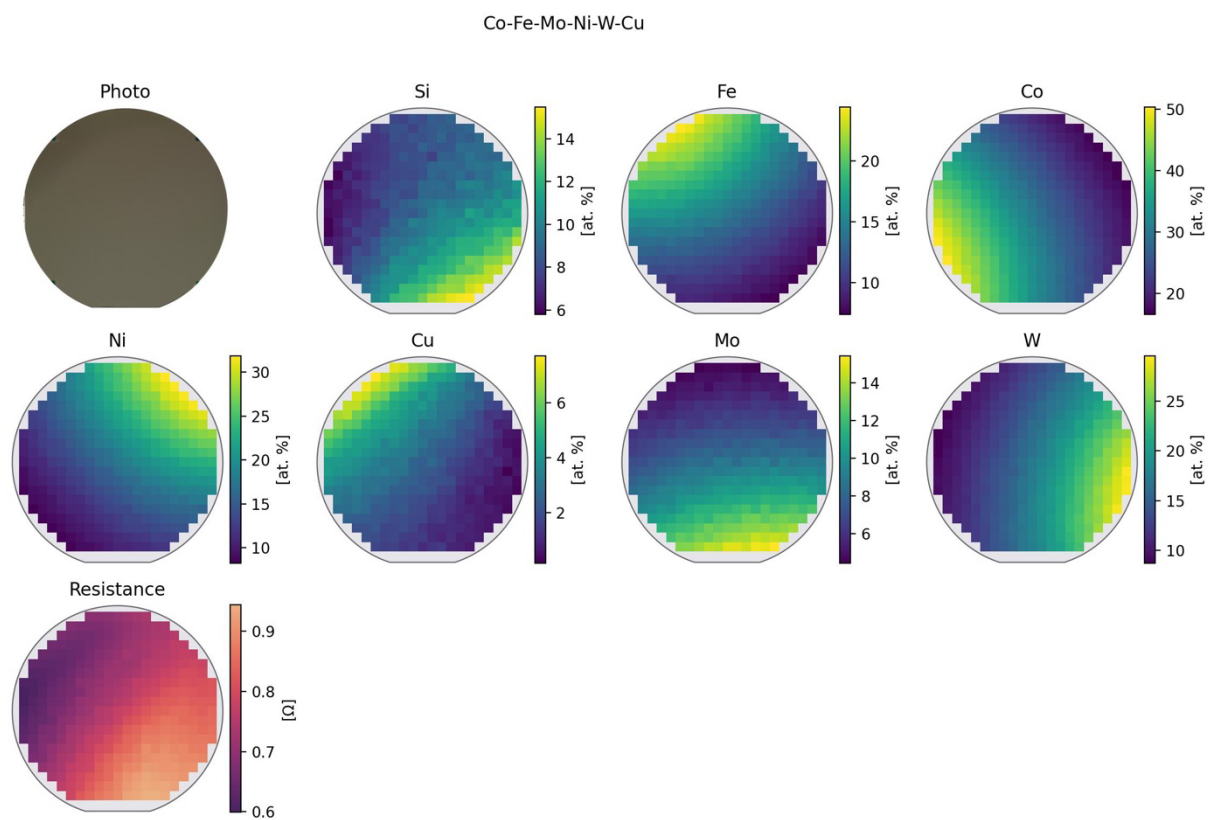 Co-Fe-Mo-Ni-W-Cu
Photo
Si
14
12
10
8
6
[at. %]
Fe
20
15
10
[at. %]
Co
50
40
30
20
[at. %]
Ni
30
25
20
15
10
[at. %]
Cu
6
4
2
[at. %]
Mo
14
12
10
8
6
[at. %]
W
25
20
15
10
[at. %]
Resistance
0.9
0.8
0.7
0.6
[Ω]